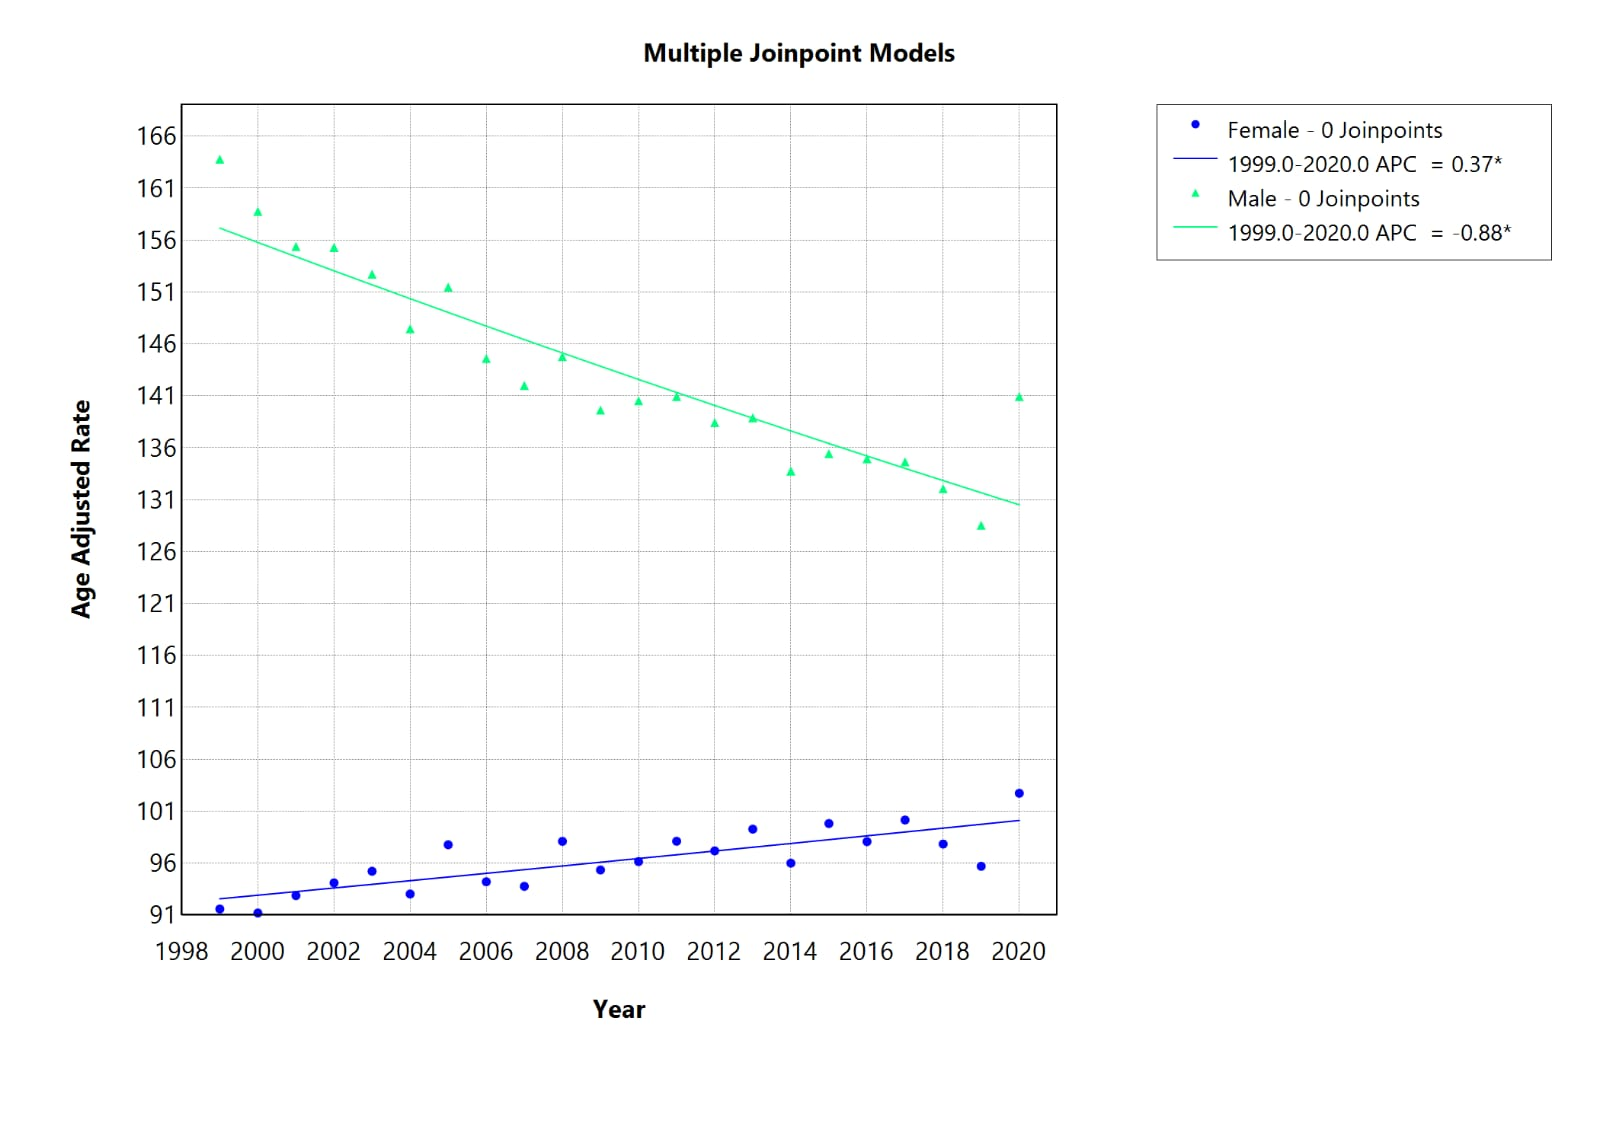 Multiple Joinpoint Models
Female - 0 Joinpoints
1999.0-2020.0 APC = 0.37*
Male - 0 Joinpoints
1999.0-2020.0 APC = -0.88*
Age Adjusted Rate
166
161
156
151
146
141
136
131
126
121
116
111
106
101
96
91
1998 2000 2002 2004 2006 2008 2010 2012 2014 2016 2018 2020
Year